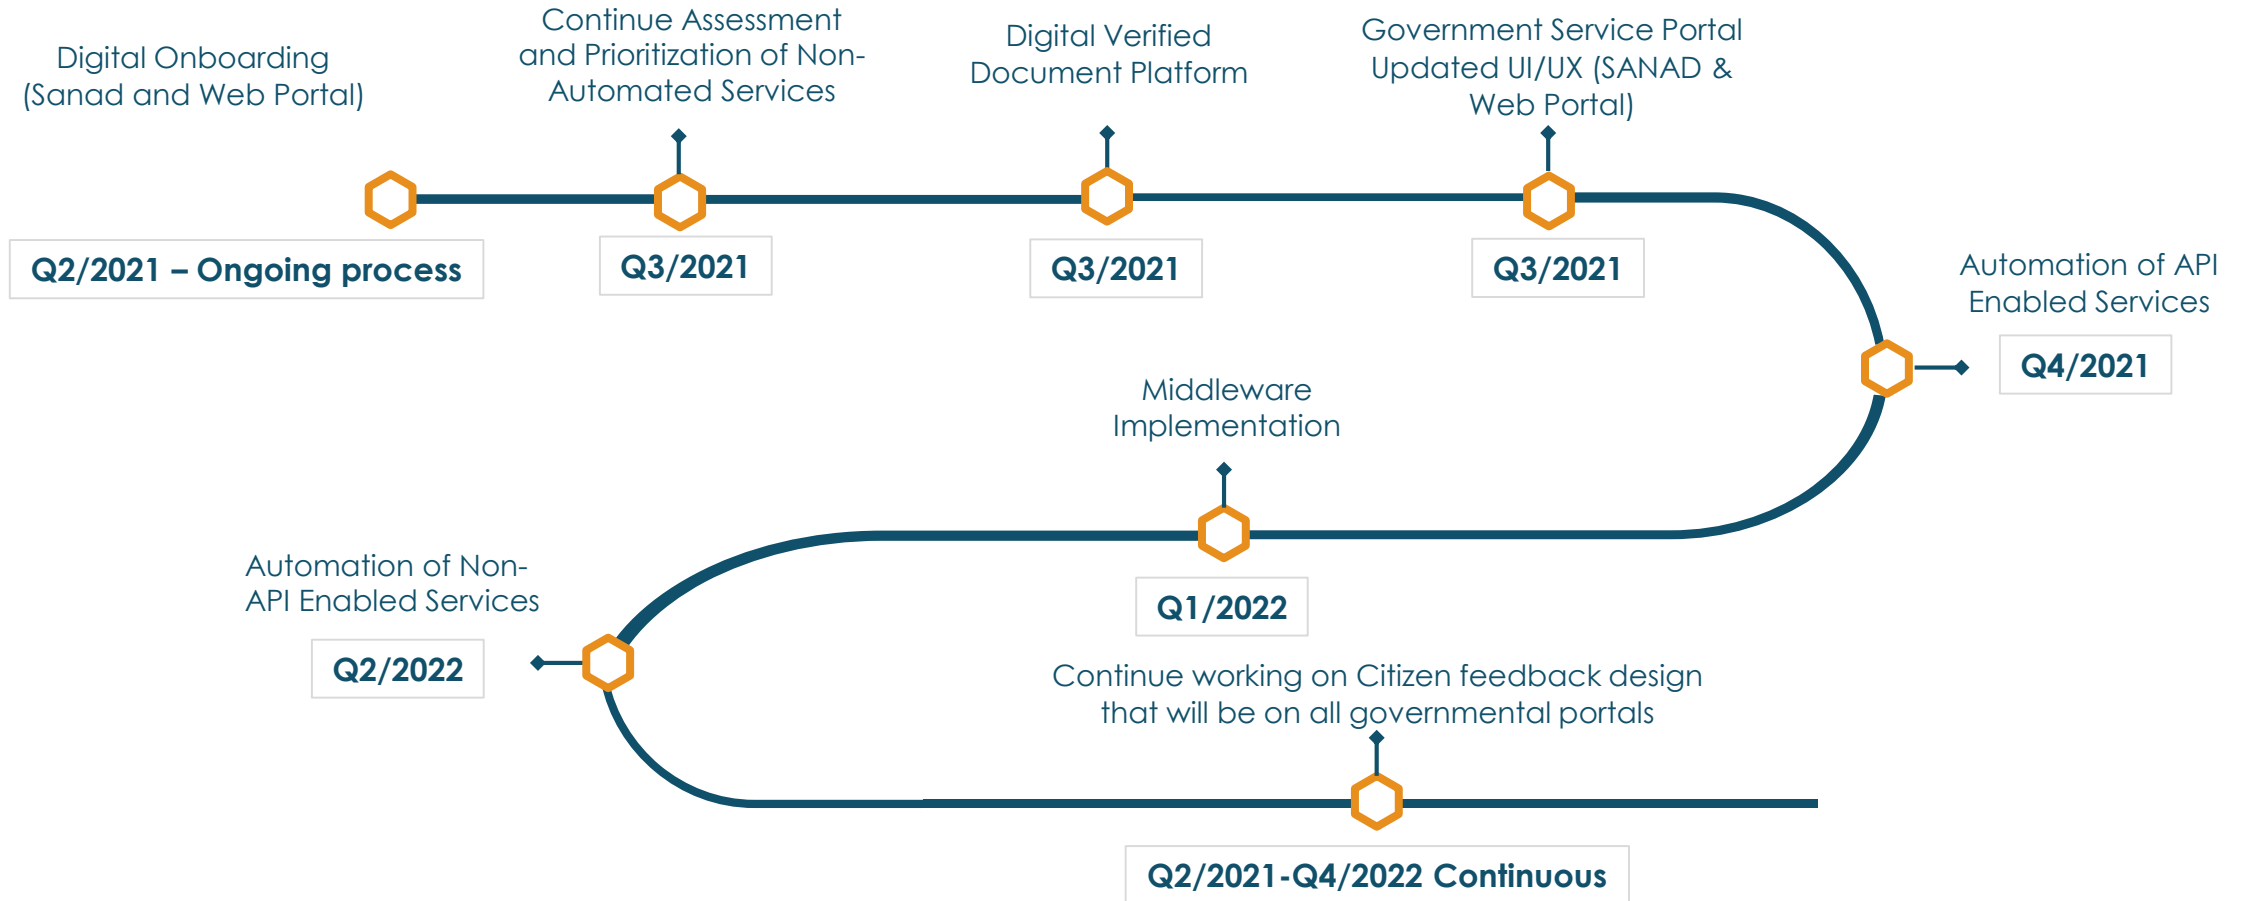 Digital Onboarding
(Sanad and Web Portal)
Q2/2021 – Ongoing process
Continue Assessment
and Prioritization of Non-
Automated Services
Q3/2021
Digital Verified
Document Platform
Q3/2021
Government Service Portal
Updated UI/UX (SANAD &
Web Portal)
Q3/2021
Automation of API
Enabled Services
Q4/2021
Middleware
Implementation
Q1/2022
Automation of Non-
API Enabled Services
Q2/2022
Continue working on Citizen feedback design
that will be on all governmental portals
Q2/2021-Q4/2022 Continuous